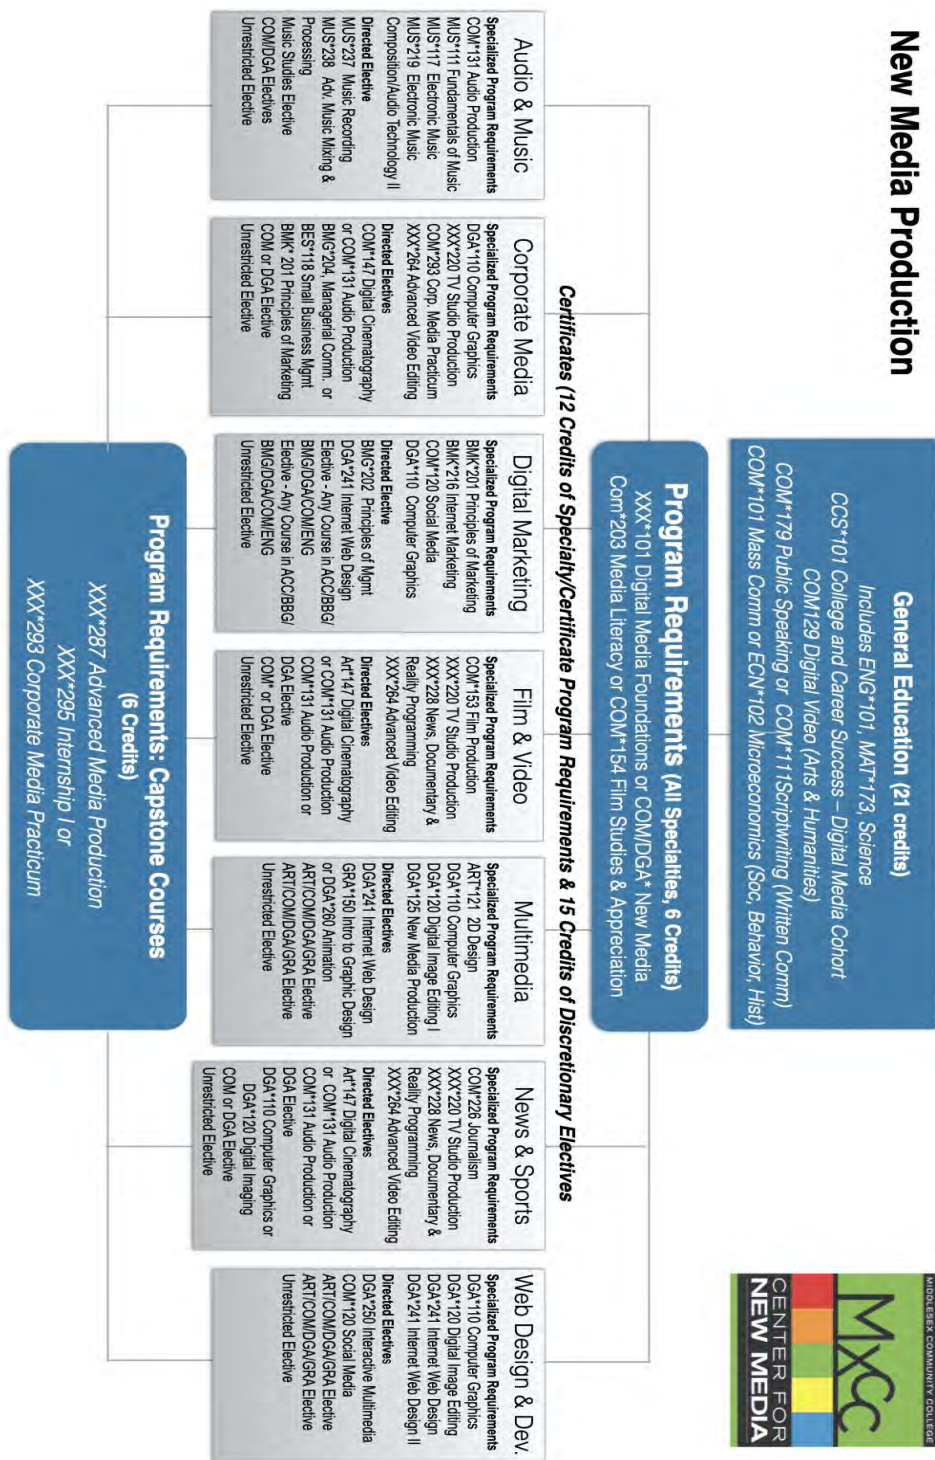 New Media Production
MIDDLESEX COMMUNITY COLLEGE
MXCC
CENTER FOR
NEW MEDIA
General Education (21 credits)
Includes ENG*101, MAT*173, Science
CCS*101 College and Career Success – Digital Media Cohort
COM129 Digital Video (Arts & Humanities)
COM*179 Public Speaking or COM*111Scriptwriting (Written Comm)
COM*101 Mass Comm or ECN*102 Microeconomics (Soc, Behavior, Hist)
Program Requirements (All Specialties, 6 Credits)
XXX*101 Digital Media Foundations or COM/DGA* New Media
Com*203 Media Literacy or COM*154 Film Studies & Appreciation
Certificates (12 Credits of Specialty/Certificate Program Requirements & 15 Credits of Discretionary Electives
Audio & Music
Specialized Program Requirements
COM*131 Audio Production
MUS*111 Fundamentals of Music
MUS*117 Electronic Music
MUS*219 Electronic Music
Composition/Audio Technology II
Directed Elective
MUS*237 Music Recording
MUS*238 Adv. Music Mixing &
Processing
Music Studies Elective
COM/DGA Electives
Unrestricted Elective
Corporate Media
Specialized Program Requirements
DGA*110 Computer Graphics
XXX*220 TV Studio Production
COM*293 Corp. Media Practicum
XXX*264 Advanced Video Editing
Directed Electives
COM*147 Digital Cinematography
or COM*131 Audio Production
BMG*204, Managerial Comm. or
BES*118 Small Business Mgmt
BMK* 201 Principles of Marketing
COM or DGA Elective
Unrestricted Elective
Digital Marketing
Specialized Program Requirements
BMK*201 Principles of Marketing
BMK*216 Internet Marketing
COM*120 Social Media
DGA*110 Computer Graphics
Directed Elective
BMG*202 Principles of Mgmt
DGA*241 Internet Web Design
Elective - Any Course in ACC/BBG/
BMG/DGA/COM/ENG
Elective - Any Course in ACC/BBG/
BMG/DGA/COM/ENG
Unrestricted Elective
Film & Video
Specialized Program Requirements
COM*153 Film Production
XXX*220 TV Studio Production
XXX*228 News, Documentary &
Reality Programming
XXX*264 Advanced Video Editing
Directed Electives
Art*147 Digital Cinematography
or COM*131 Audio Production
COM*131 Audio Production or
DGA Elective
COM* or DGA Elective
Unrestricted Elective
Multimedia
Specialized Program Requirements
ART*121 2D Design
DGA*110 Computer Graphics
DGA*120 Digital Image Editing I
DGA*125 New Media Production
Directed Electives
DGA*241 Internet Web Design
GRA*150 Intro to Graphic Design
or DGA*260 Animation
ART/COM/DGA/GRA Elective
ART/COM/DGA/GRA Elective
Unrestricted Elective
News & Sports
Specialized Program Requirements
COM*226 Journalism
XXX*220 TV Studio Production
XXX*228 News, Documentary &
Reality Programming
XXX*264 Advanced Video Editing
Directed Electives
Art*147 Digital Cinematography
or COM*131 Audio Production
COM*131 Audio Production or
DGA Elective
DGA*110 Computer Graphics or
DGA*120 Digital Imaging
COM or DGA Elective
Unrestricted Elective
Web Design & Dev.
Specialized Program Requirements
DGA*110 Computer Graphics
DGA*120 Digital Image Editing
DGA*241 Internet Web Design
DGA*241 Internet Web Design II
Directed Electives
DGA*250 Interactive Multimedia
COM*120 Social Media
ART/COM/DGA/GRA Elective
ART/COM/DGA/GRA Elective
Unrestricted Elective
Program Requirements: Capstone Courses
(6 Credits)
XXX*287 Advanced Media Production
XXX*295 Internship I or
XXX*293 Corporate Media Practicum